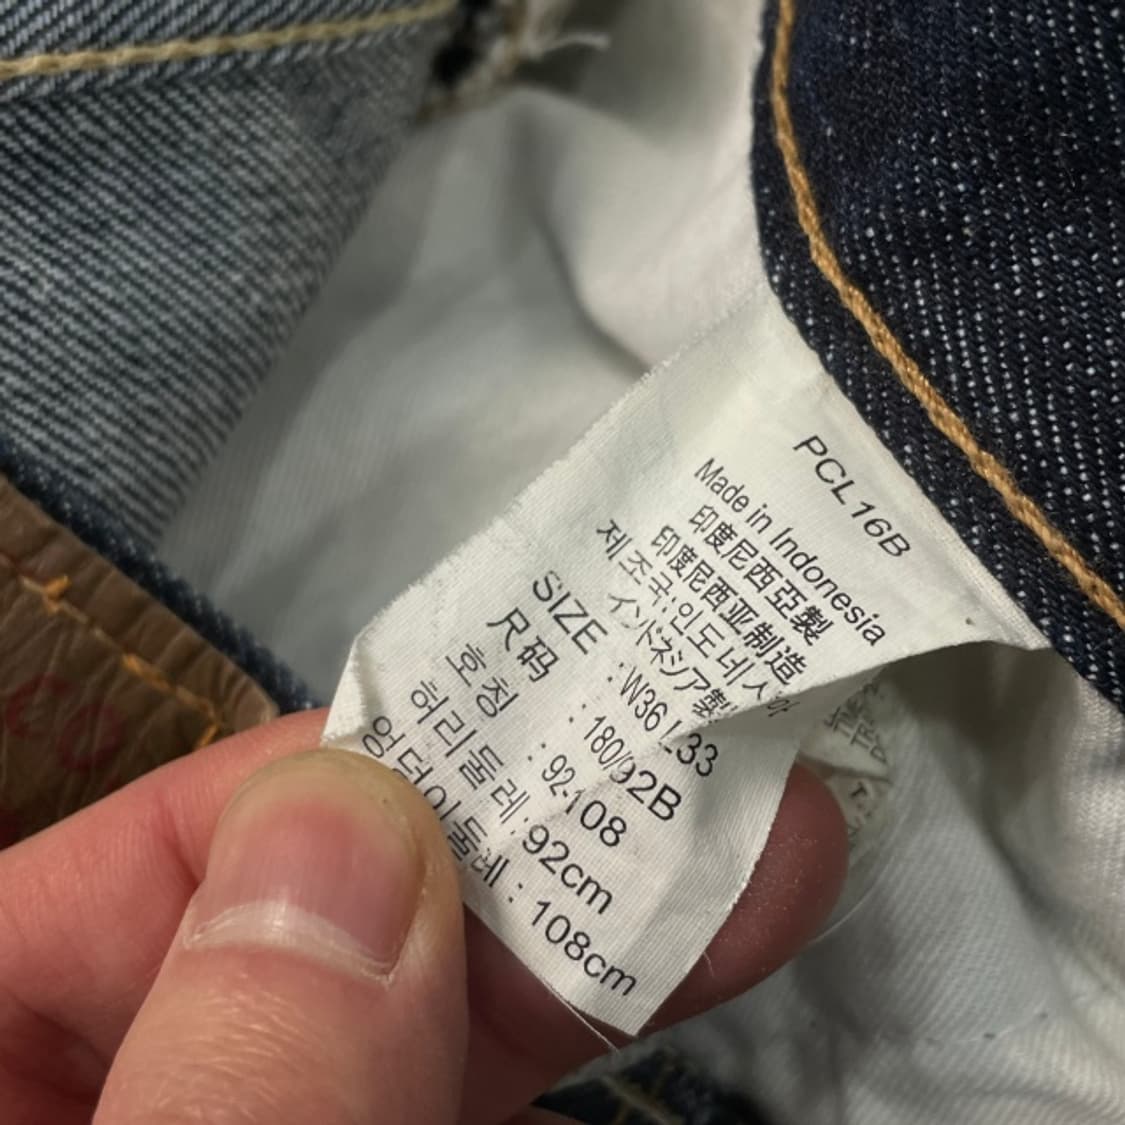 PCL16B
Made in Indonesia
印度尼西亞製
印度尼西亚制造
제조국:인도네시아
インドネシア製
SIZE : W36 L33
尺码 : 180/92B
호칭 : 92-108
허리둘레 : 92cm
엉덩이둘레 : 108cm